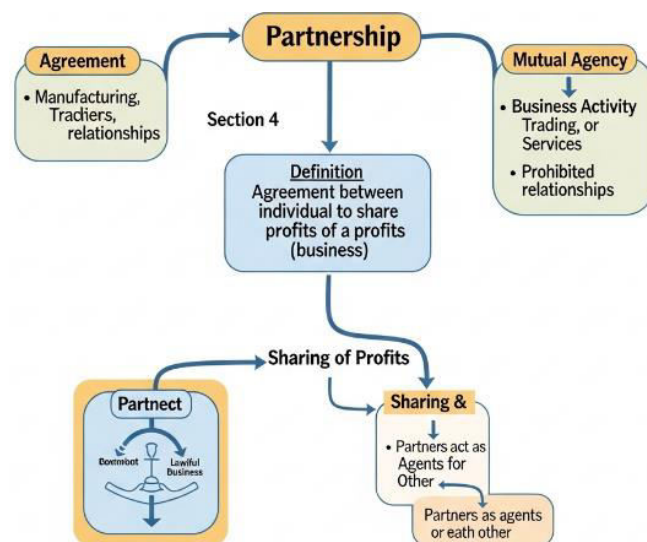 Partnership
Agreement
• Manufacturing,
Tradiers,
relationships
Section 4
Mutual Agency
• Business Activity
Trading, or
Services
• Prohibited
relationships
Definition
Agreement between
individual to share
profits of a profits
(business)
Sharing of Profits
Partnect
Lawiful
Business
Sharing &
• Partners act as
Agents for
Other
Partners as agents
or eath other